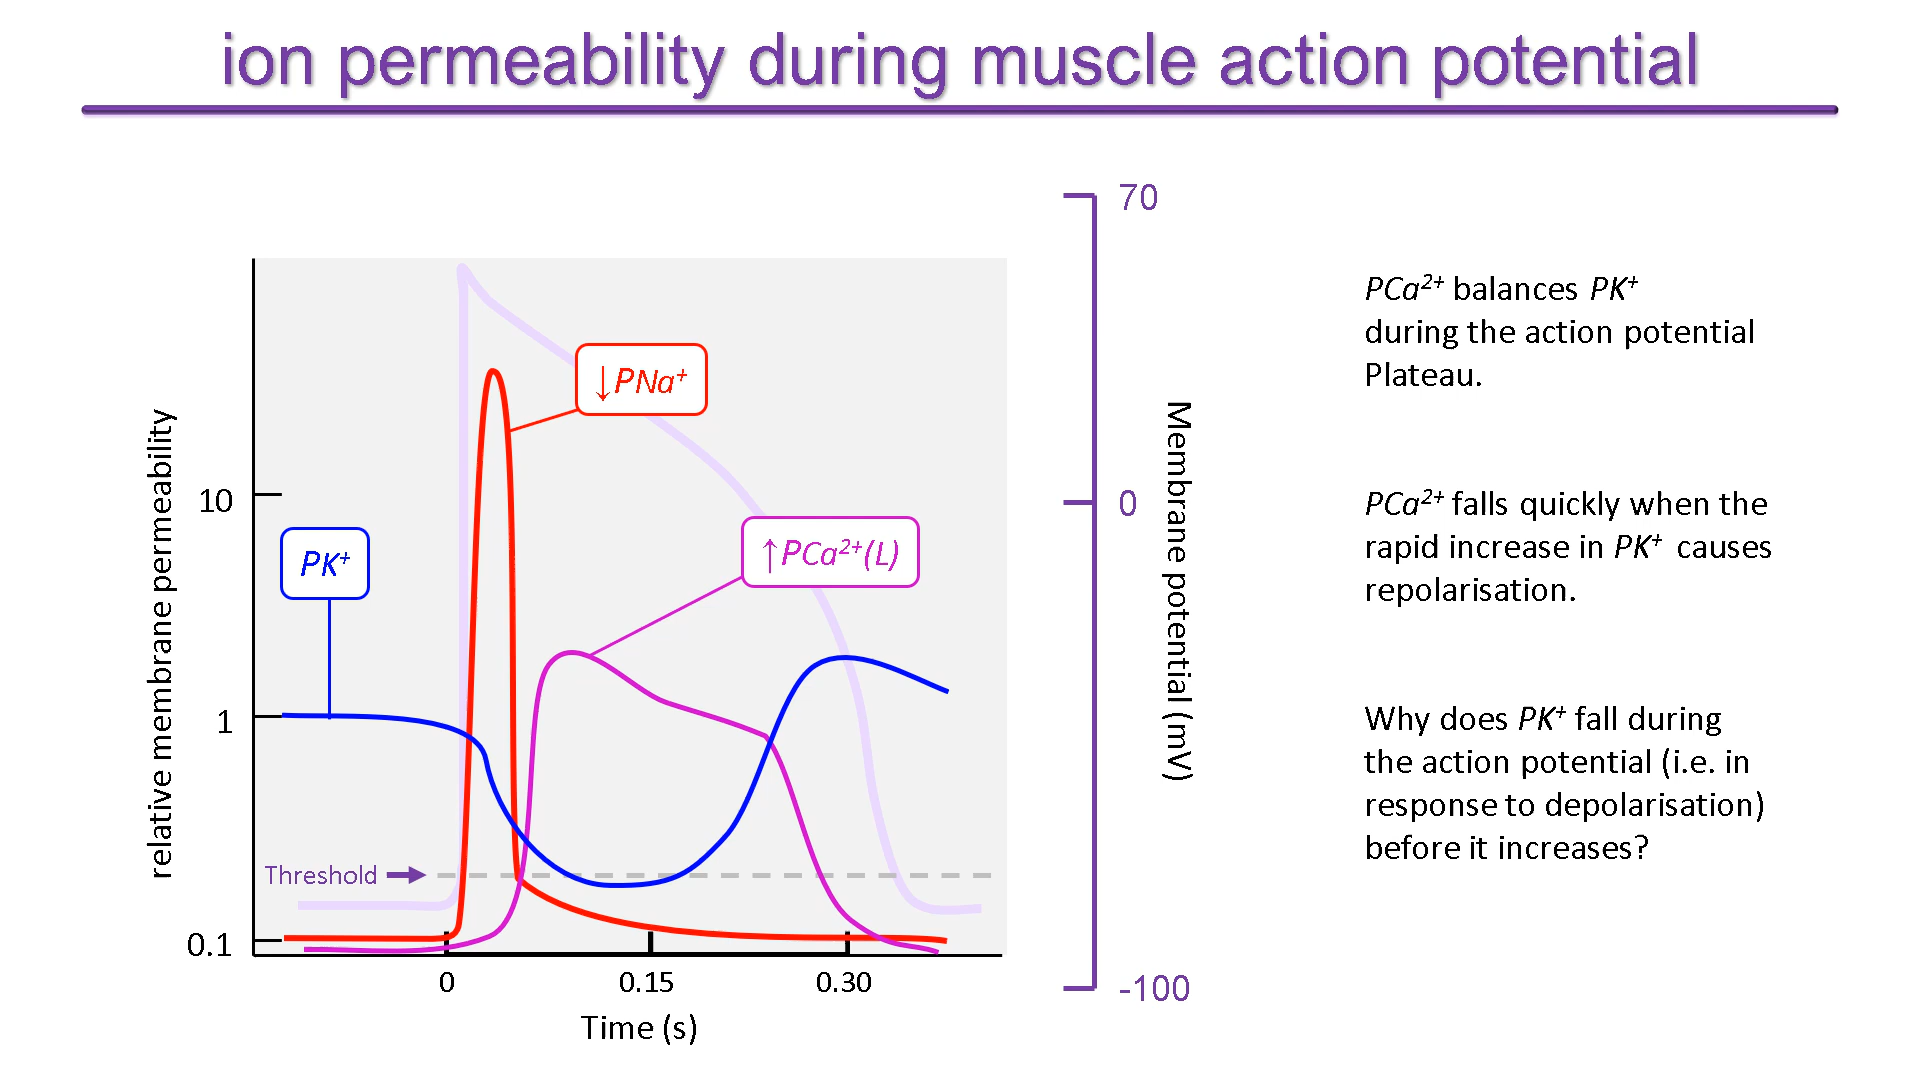 ion permeability during muscle action potential
relative membrane permeability
10
1
0.1
PK⁺
↓PNa⁺
↑PCa²⁺(L)
Threshold
0
0.15
0.30
Time (s)
70
0
-100
Membrane potential (mV)
PCa²⁺ balances PK⁺
during the action potential
Plateau.
PCa²⁺ falls quickly when the
rapid increase in PK⁺ causes
repolarisation.
Why does PK⁺ fall during
the action potential (i.e. in
response to depolarisation)
before it increases?